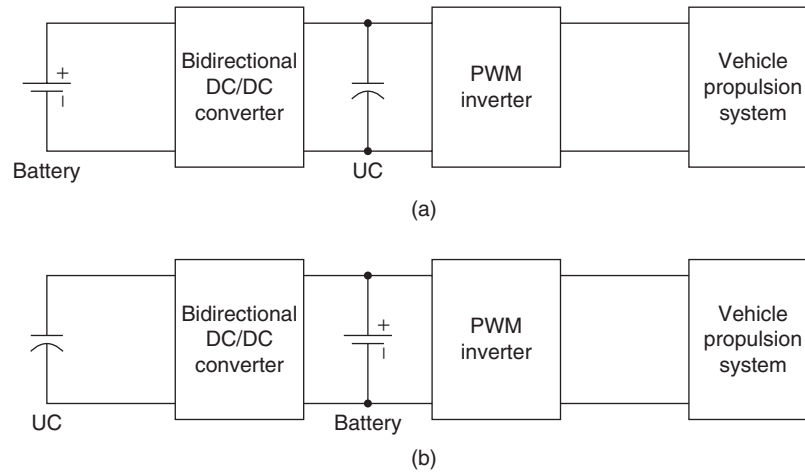 Bidirectional
DC/DC
converter
PWM
inverter
Vehicle
propulsion
system
+
–
Battery
UC
(a)
Bidirectional
DC/DC
converter
PWM
inverter
Vehicle
propulsion
system
+
–
UC
Battery
(b)